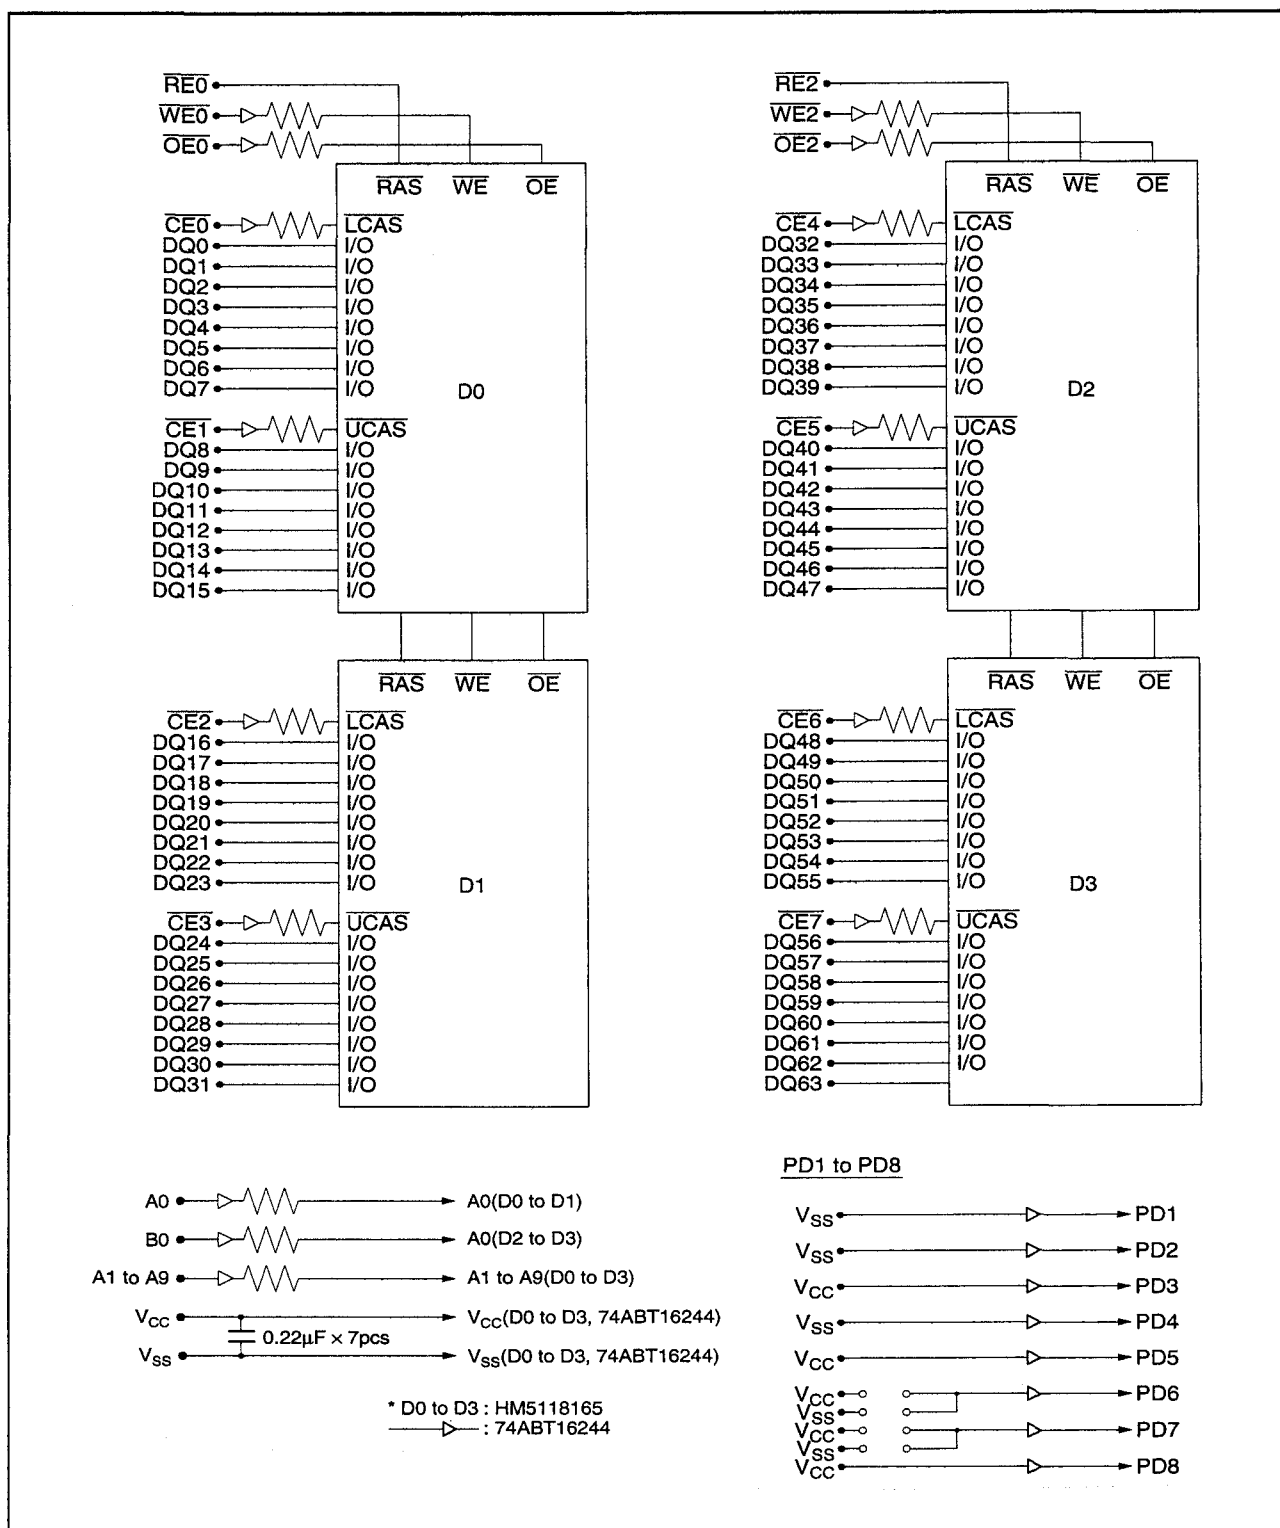 RE0
WE0
OE0
RAS WE OE
CE0 LCAS
DQ0 I/O
DQ1 I/O
DQ2 I/O
DQ3 I/O
DQ4 I/O
DQ5 I/O
DQ6 I/O
DQ7 I/O
D0
CE1 UCAS
DQ8 I/O
DQ9 I/O
DQ10 I/O
DQ11 I/O
DQ12 I/O
DQ13 I/O
DQ14 I/O
DQ15 I/O
RAS WE OE
CE2 LCAS
DQ16 I/O
DQ17 I/O
DQ18 I/O
DQ19 I/O
DQ20 I/O
DQ21 I/O
DQ22 I/O
DQ23 I/O
D1
CE3 UCAS
DQ24 I/O
DQ25 I/O
DQ26 I/O
DQ27 I/O
DQ28 I/O
DQ29 I/O
DQ30 I/O
DQ31 I/O
RE2
WE2
OE2
RAS WE OE
CE4 LCAS
DQ32 I/O
DQ33 I/O
DQ34 I/O
DQ35 I/O
DQ36 I/O
DQ37 I/O
DQ38 I/O
DQ39 I/O
D2
CE5 UCAS
DQ40 I/O
DQ41 I/O
DQ42 I/O
DQ43 I/O
DQ44 I/O
DQ45 I/O
DQ46 I/O
DQ47 I/O
RAS WE OE
CE6 LCAS
DQ48 I/O
DQ49 I/O
DQ50 I/O
DQ51 I/O
DQ52 I/O
DQ53 I/O
DQ54 I/O
DQ55 I/O
D3
CE7 UCAS
DQ56 I/O
DQ57 I/O
DQ58 I/O
DQ59 I/O
DQ60 I/O
DQ61 I/O
DQ62 I/O
DQ63
A0 A0(D0 to D1)
B0 A0(D2 to D3)
A1 to A9 A1 to A9(D0 to D3)
VCC VCC(D0 to D3, 74ABT16244)
0.22µF × 7pcs
VSS VSS(D0 to D3, 74ABT16244)
* D0 to D3 : HM5118165
: 74ABT16244
PD1 to PD8
VSS PD1
VSS PD2
VCC PD3
VSS PD4
VCC PD5
VCC PD6
VSS
VCC PD7
VSS
VCC PD8